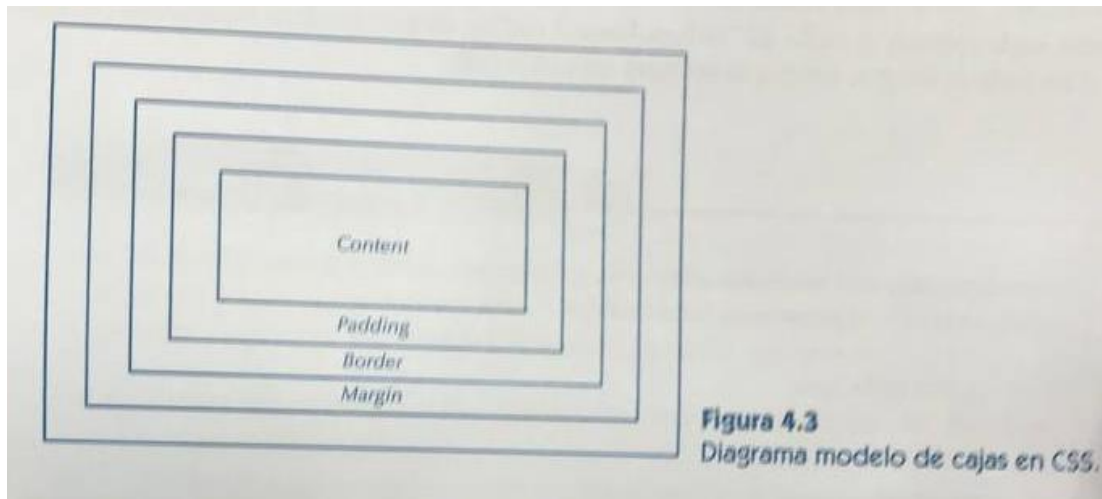 Content
Padding
Border
Margin
Figura 4.3
Diagrama modelo de cajas en CSS.